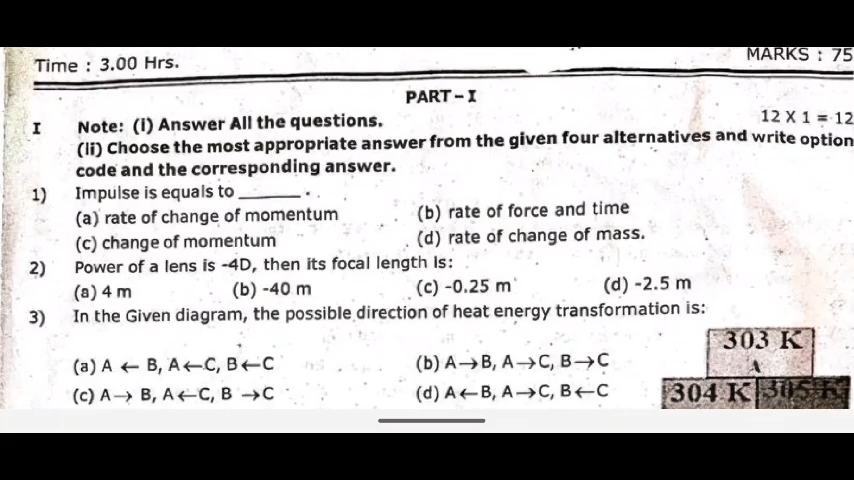 Time : 3.00 Hrs.
MARKS : 75
PART-I
12 X 1 = 12
I Note: (i) Answer All the questions.
(ii) Choose the most appropriate answer from the given four alternatives and write option
code and the corresponding answer.
1) Impulse is equals to ______.
(a) rate of change of momentum (b) rate of force and time
(c) change of momentum (d) rate of change of mass.
2) Power of a lens is -4D, then its focal length is:
(a) 4 m (b) -40 m (c) -0.25 m (d) -2.5 m
3) In the Given diagram, the possible direction of heat energy transformation is:
303 K
A
(a) A ← B, A←C, B←C (b) A→B, A→C, B→C
(c) A→ B, A←C, B →C (d) A←B, A→C, B←C
304 K 305 K